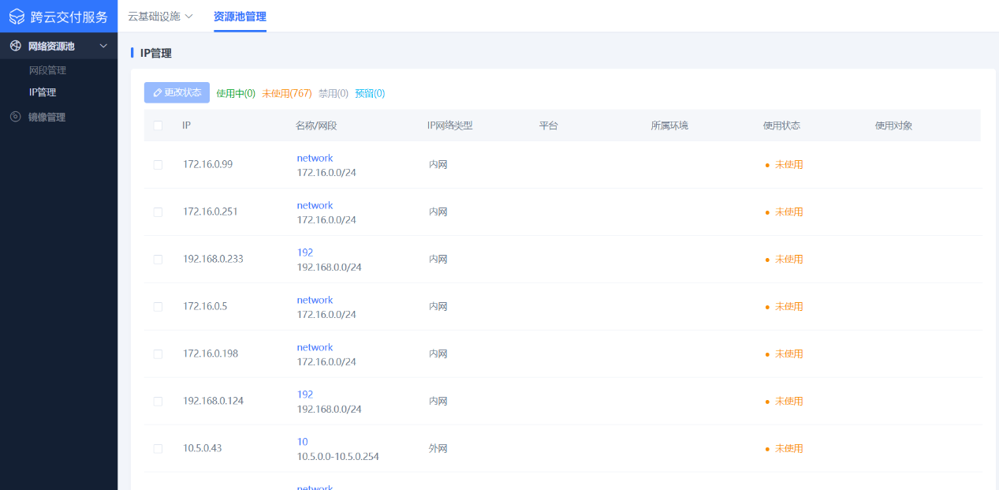 跨云交付服务
云基础设施 资源池管理
网络资源池
网段管理
IP管理
镜像管理
IP管理
更改状态 使用中(0) 未使用(767) 禁用(0) 预留(0)
IP 名称/网段 IP网络类型 平台 所属环境 使用状态 使用对象
172.16.0.99 network 内网 未使用
172.16.0.0/24
172.16.0.251 network 内网 未使用
172.16.0.0/24
192.168.0.233 192 内网 未使用
192.168.0.0/24
172.16.0.5 network 内网 未使用
172.16.0.0/24
172.16.0.198 network 内网 未使用
172.16.0.0/24
192.168.0.124 192 内网 未使用
192.168.0.0/24
10.5.0.43 10 外网 未使用
10.5.0.0-10.5.0.254
network